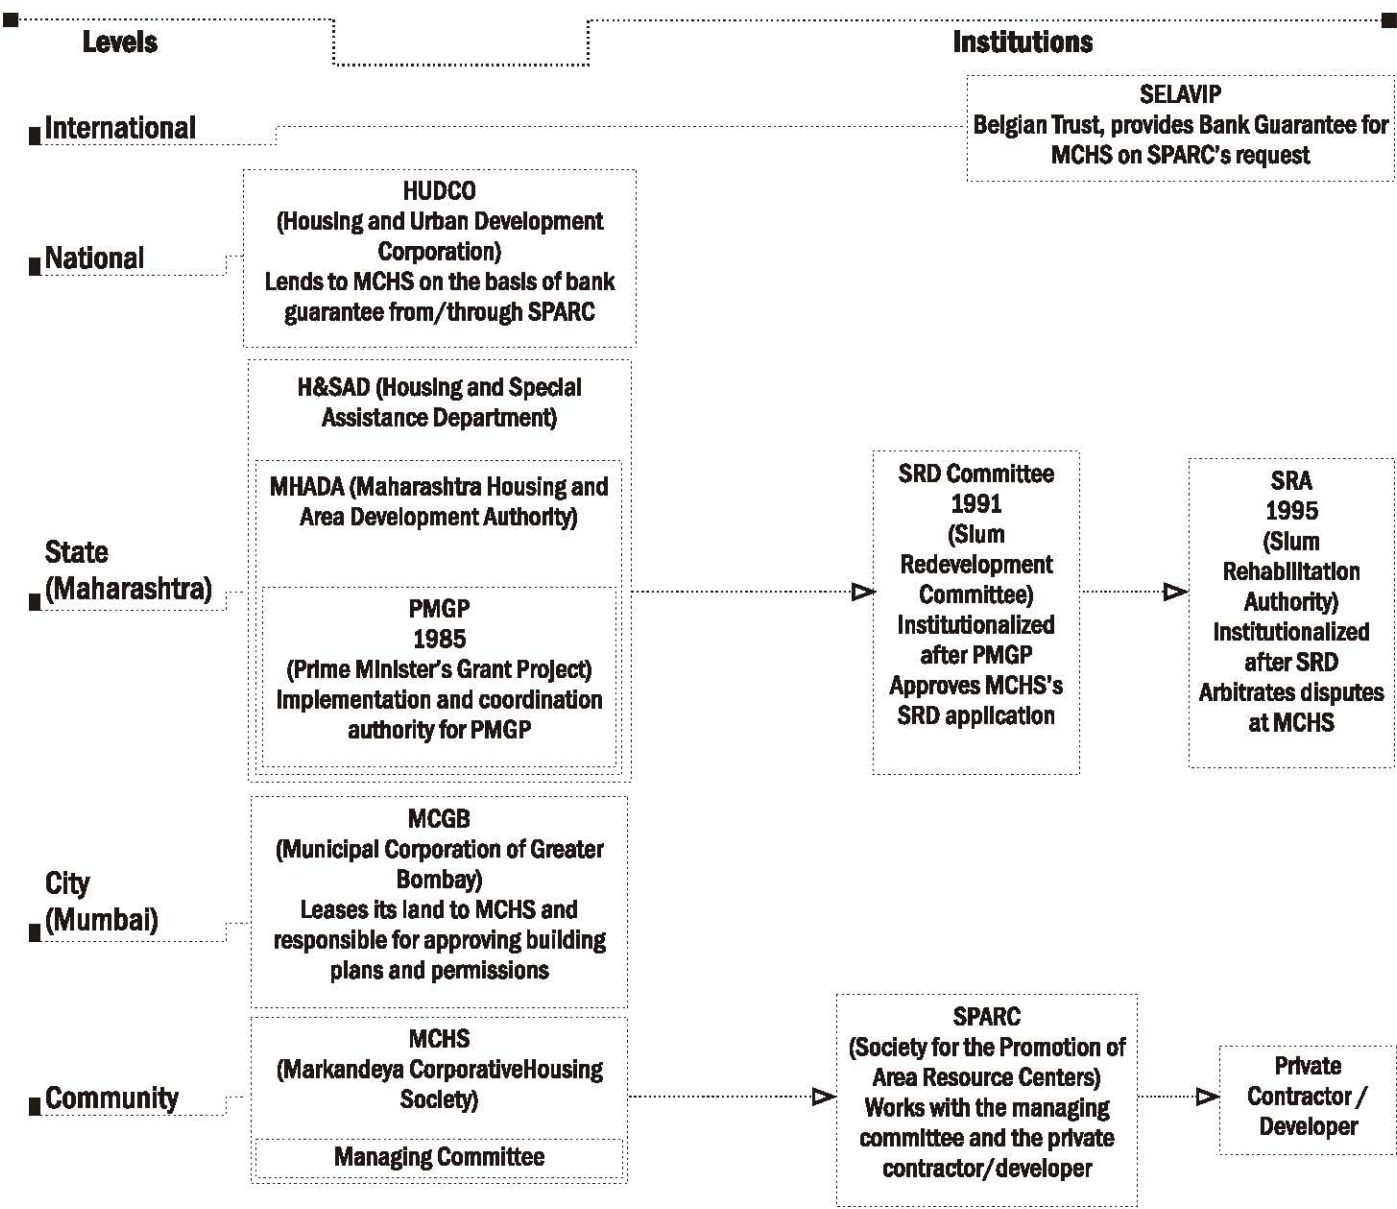 Levels
Institutions
International
SELAVIP
Belgian Trust, provides Bank Guarantee for
MCHS on SPARC's request
National
HUDCO
(Housing and Urban Development
Corporation)
Lends to MCHS on the basis of bank
guarantee from/through SPARC
State
(Maharashtra)
H&SAD (Housing and Special
Assistance Department)
MHADA (Maharashtra Housing and
Area Development Authority)
PMGP
1985
(Prime Minister's Grant Project)
Implementation and coordination
authority for PMGP
SRD Committee
1991
(Slum
Redevelopment
Committee)
Institutionalized
after PMGP
Approves MCHS's
SRD application
SRA
1995
(Slum
Rehabilitation
Authority)
Institutionalized
after SRD
Arbitrates disputes
at MCHS
City
(Mumbai)
MCGB
(Municipal Corporation of Greater
Bombay)
Leases its land to MCHS and
responsible for approving building
plans and permissions
Community
MCHS
(Markandeya CorporativeHousing
Society)
Managing Committee
SPARC
(Society for the Promotion of
Area Resource Centers)
Works with the managing
committee and the private
contractor/developer
Private
Contractor /
Developer